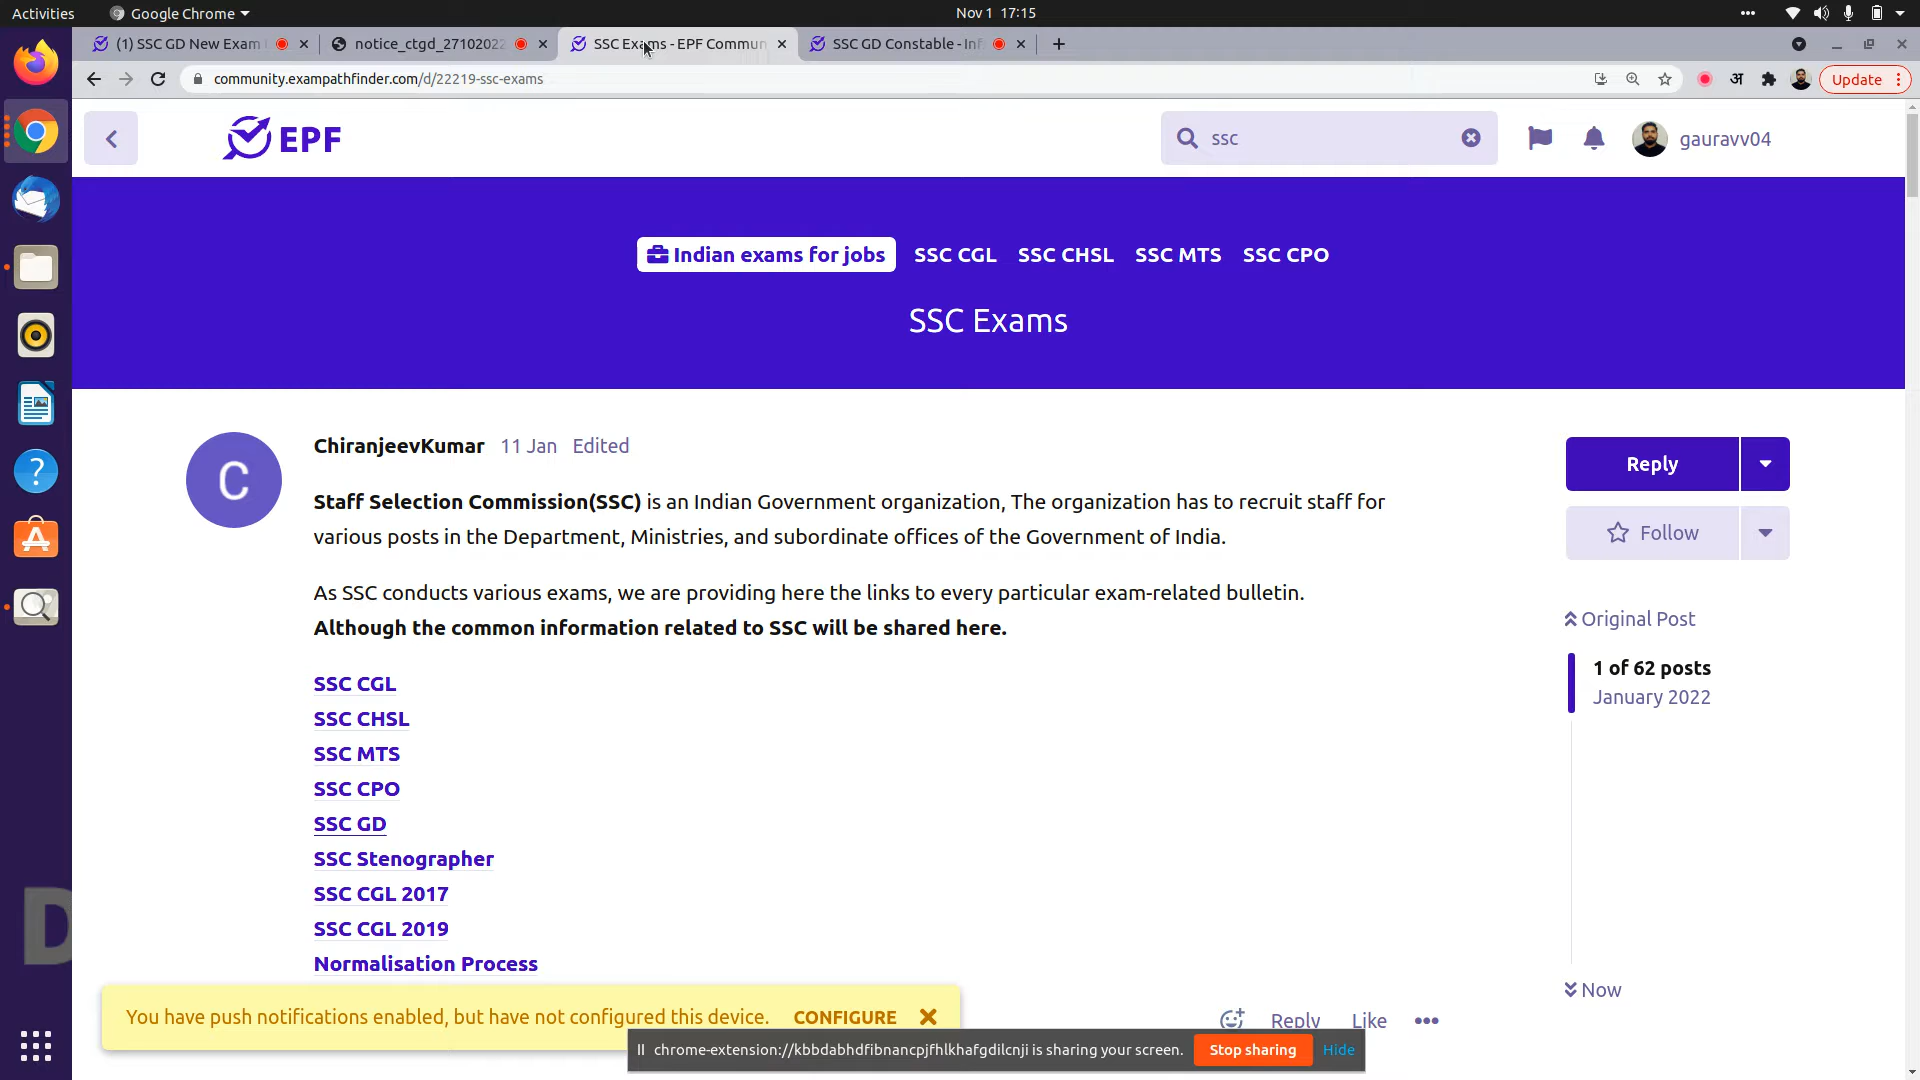 Activities
Google Chrome
Nov 1 17:15
(1) SSC GD New Exam
notice_ctgd_27102022
SSC Exams - EPF Commun
SSC GD Constable - Inf
community.exampathfinder.com/d/22219-ssc-exams
अ
Update
EPF
ssc
gauravv04
Indian exams for jobs
SSC CGL
SSC CHSL
SSC MTS
SSC CPO
SSC Exams
C
ChiranjeevKumar 11 Jan Edited
Staff Selection Commission(SSC) is an Indian Government organization, The organization has to recruit staff for
various posts in the Department, Ministries, and subordinate offices of the Government of India.
As SSC conducts various exams, we are providing here the links to every particular exam-related bulletin.
Although the common information related to SSC will be shared here.
SSC CGL
SSC CHSL
SSC MTS
SSC CPO
SSC GD
SSC Stenographer
SSC CGL 2017
SSC CGL 2019
Normalisation Process
Reply
Follow
Original Post
1 of 62 posts
January 2022
Now
Reply
Like
You have push notifications enabled, but have not configured this device. CONFIGURE
chrome-extension://kbbdabhdfibnancpjfhlkhafgdilcnji is sharing your screen.
Stop sharing
Hide
D